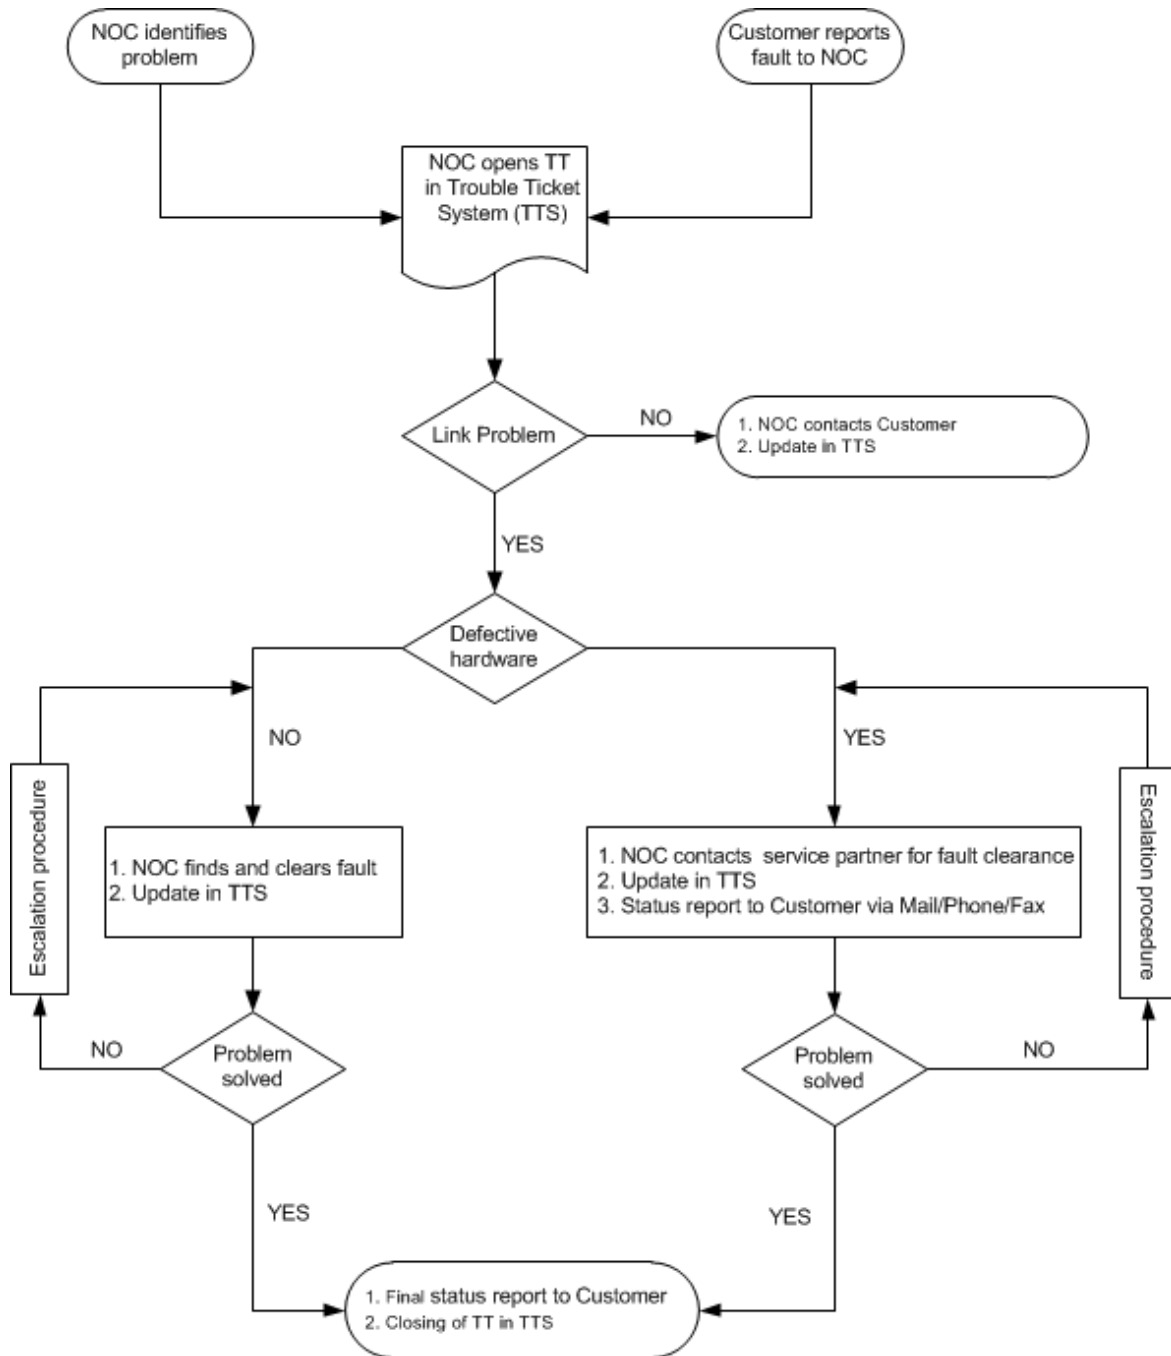 NOC identifies
problem
Customer reports
fault to NOC
NOC opens TT
in Trouble Ticket
System (TTS)
Link Problem
NO
1. NOC contacts Customer
2. Update in TTS
YES
Defective
hardware
NO
YES
Escalation procedure
1. NOC finds and clears fault
2. Update in TTS
1. NOC contacts service partner for fault clearance
2. Update in TTS
3. Status report to Customer via Mail/Phone/Fax
Escalation procedure
NO
Problem
solved
Problem
solved
NO
YES
YES
1. Final status report to Customer
2. Closing of TT in TTS